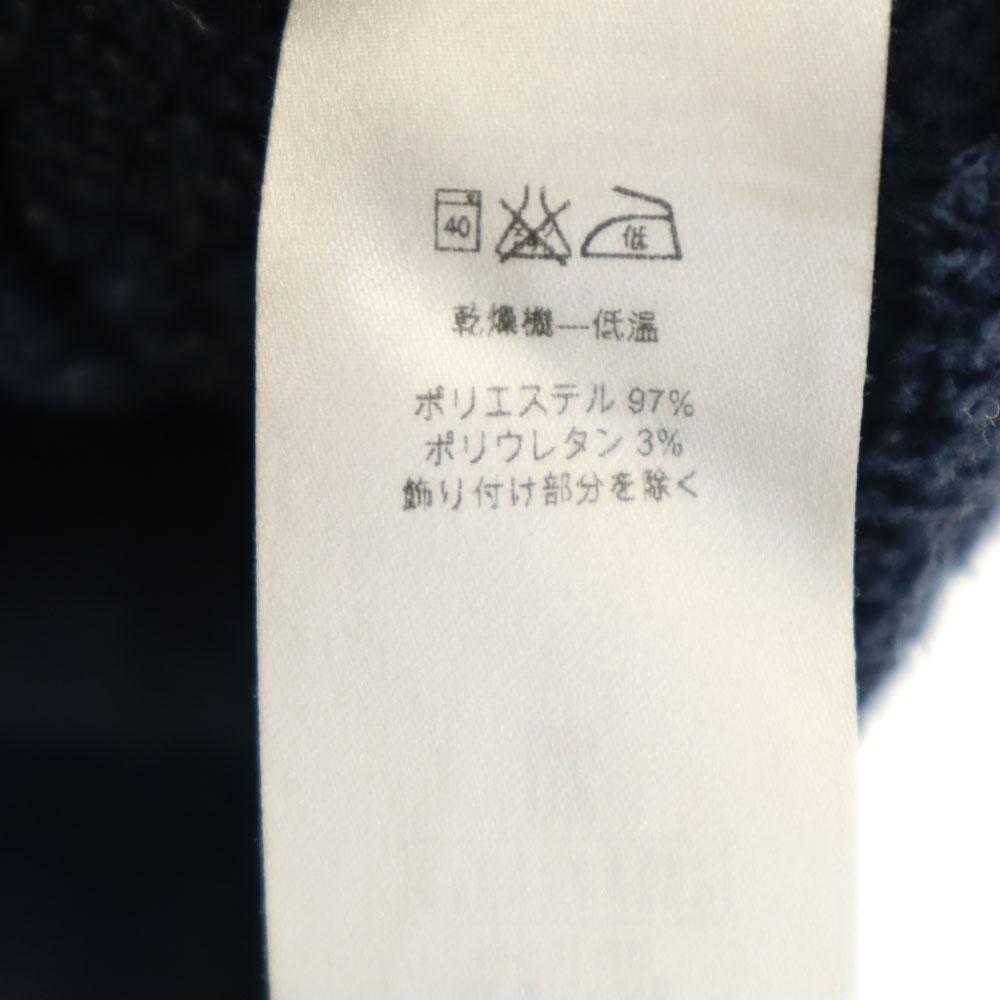 40 低
乾燥機—低温
ポリエステル 97%
ポリウレタン 3%
飾り付け部分を除く